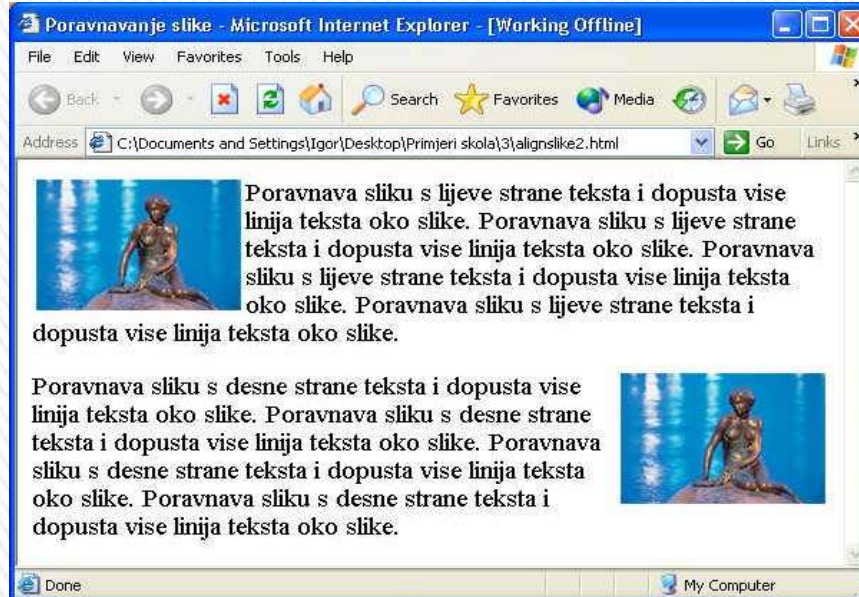 Poravnavanje slike - Microsoft Internet Explorer - [Working Offline]
File Edit View Favorites Tools Help
Back Search Favorites Media
Address C:\Documents and Settings\Igor\Desktop\Primjeri skola\3\alignslike2.html Go Links
Poravnava sliku s lijeve strane teksta i dopusta vise
linija teksta oko slike. Poravnava sliku s lijeve strane
teksta i dopusta vise linija teksta oko slike. Poravnava
sliku s lijeve strane teksta i dopusta vise linija teksta
oko slike. Poravnava sliku s lijeve strane teksta i
dopusta vise linija teksta oko slike.
Poravnava sliku s desne strane teksta i dopusta vise
linija teksta oko slike. Poravnava sliku s desne strane
teksta i dopusta vise linija teksta oko slike. Poravnava
sliku s desne strane teksta i dopusta vise linija teksta
oko slike. Poravnava sliku s desne strane teksta i
dopusta vise linija teksta oko slike.
Done My Computer